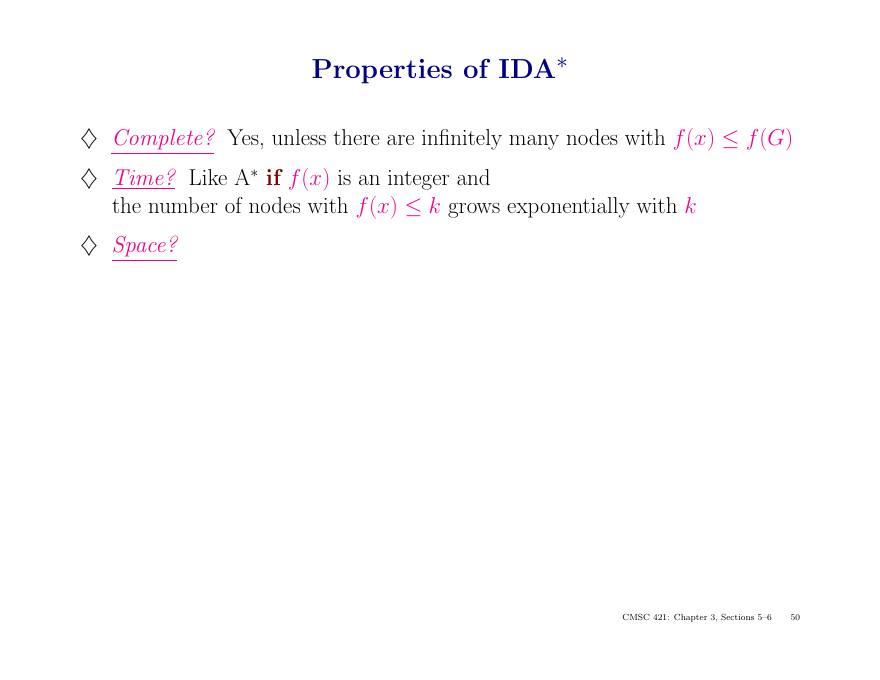 Properties of IDA*
♢ Complete? Yes, unless there are infinitely many nodes with f(x) ≤ f(G)
♢ Time? Like A* if f(x) is an integer and
the number of nodes with f(x) ≤ k grows exponentially with k
♢ Space?
CMSC 421: Chapter 3, Sections 5–6 50